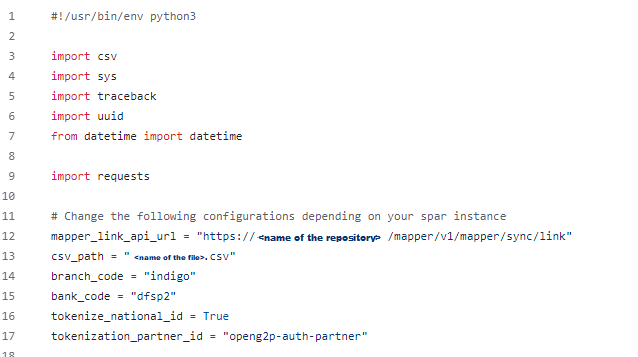 1 #!/usr/bin/env python3
2
3 import csv
4 import sys
5 import traceback
6 import uuid
7 from datetime import datetime
8
9 import requests
10
11 # Change the following configurations depending on your spar instance
12 mapper_link_api_url = "https://<name of the repository> /mapper/v1/mapper/sync/link"
13 csv_path = " <name of the file>.csv"
14 branch_code = "indigo"
15 bank_code = "dfsp2"
16 tokenize_national_id = True
17 tokenization_partner_id = "openg2p-auth-partner"
18